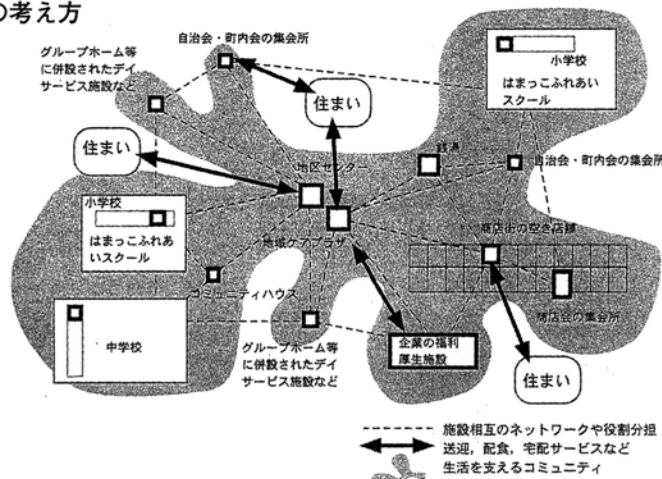 の考え方
自治会・町内会の集会所
グループホーム等
に併設されたデイ
サービス施設など
住まい
小学校
はまっこふれあい
スクール
住まい
銭湯
地区センター
自治会・町内会の集会所
小学校
はまっこふれあ
いスクール
地域ケアプラザ
商店街の空き店舗
コミュニティハウス
商店会の集会所
中学校
グループホーム等
に併設されたデイ
サービス施設など
企業の福利
厚生施設
住まい
施設相互のネットワークや役割分担
送迎，配食，宅配サービスなど
生活を支えるコミュニティ